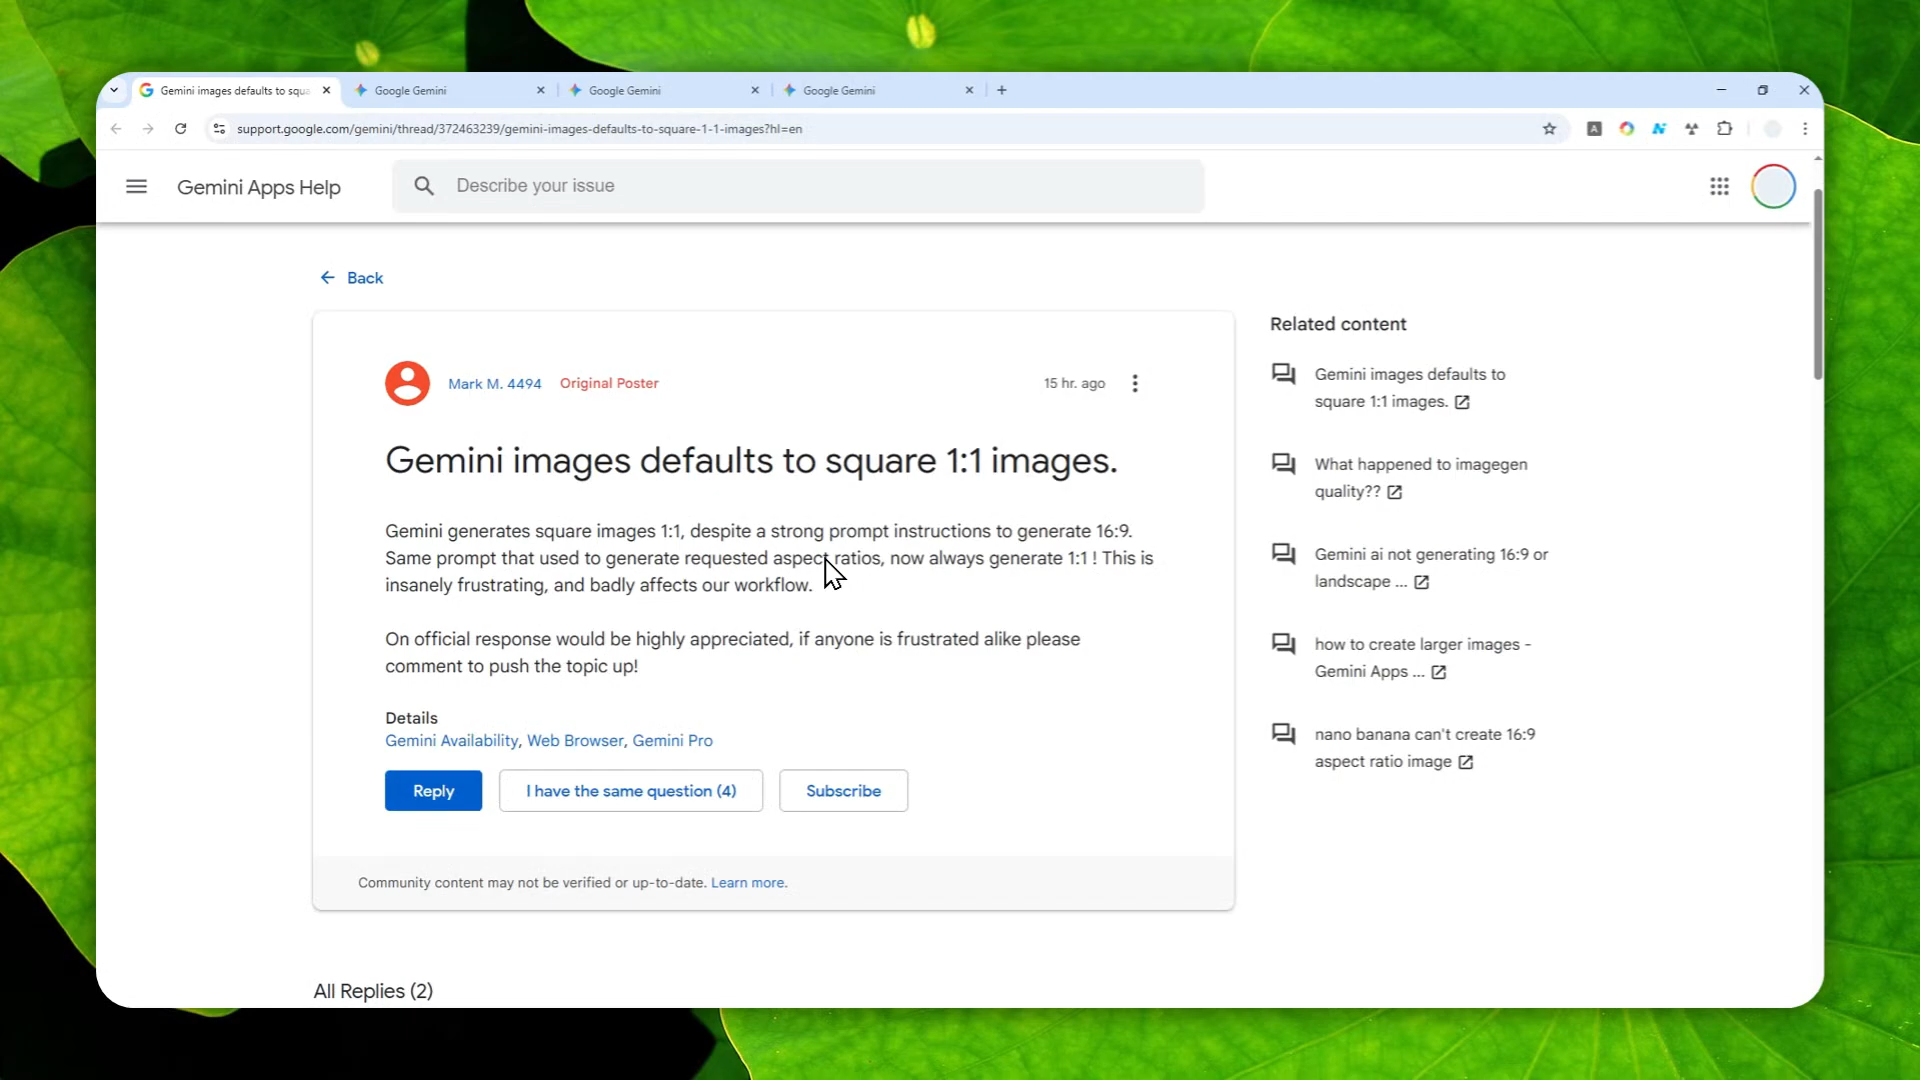 Gemini images defaults to squa
Google Gemini
Google Gemini
Google Gemini
support.google.com/gemini/thread/372463239/gemini-images-defaults-to-square-1-1-images?hl=en
Gemini Apps Help
Describe your issue
Back
Mark M. 4494
Original Poster
15 hr. ago
Gemini images defaults to square 1:1 images.
Gemini generates square images 1:1, despite a strong prompt instructions to generate 16:9.
Same prompt that used to generate requested aspect ratios, now always generate 1:1 ! This is
insanely frustrating, and badly affects our workflow.
On official response would be highly appreciated, if anyone is frustrated alike please
comment to push the topic up!
Details
Gemini Availability, Web Browser, Gemini Pro
Reply
I have the same question (4)
Subscribe
Community content may not be verified or up-to-date. Learn more.
All Replies (2)
Related content
Gemini images defaults to
square 1:1 images.
What happened to imagegen
quality??
Gemini ai not generating 16:9 or
landscape ...
how to create larger images -
Gemini Apps ...
nano banana can't create 16:9
aspect ratio image